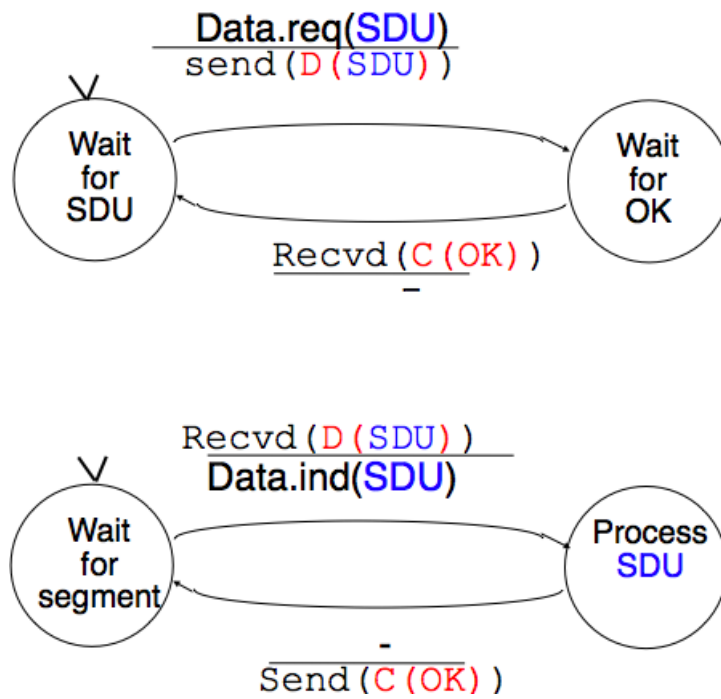 Data.req(SDU)
send(D(SDU))
Wait
for
SDU
Wait
for
OK
Recvd(C(OK))
-
Recvd(D(SDU))
Data.ind(SDU)
Wait
for
segment
Process
SDU
-
Send(C(OK))